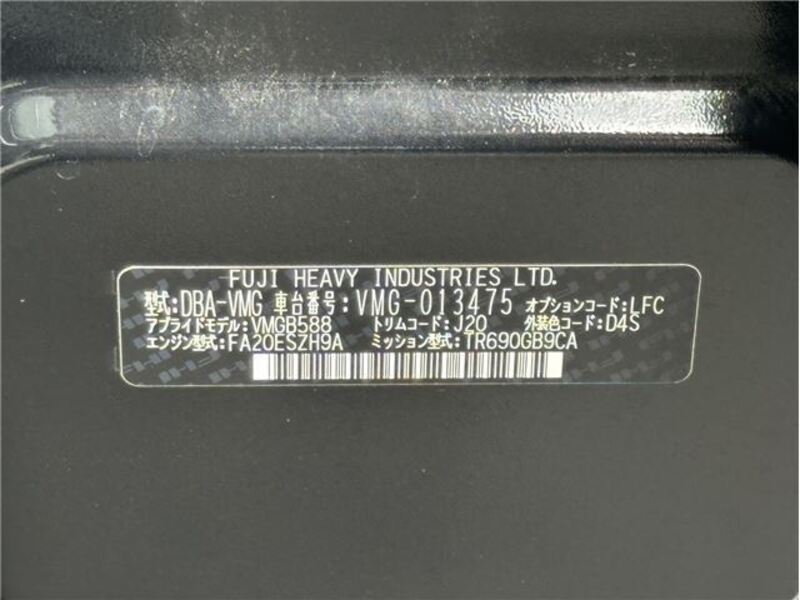 FUJI HEAVY INDUSTRIES LTD.
型式:DBA-VMG 車台番号:VMG-013475 オプションコード:LFC
アプライドモデル:VMGB588 トリムコード:J20 外装色コード:D4S
エンジン型式:FA20ESZH9A ミッション型式:TR690GB9CA